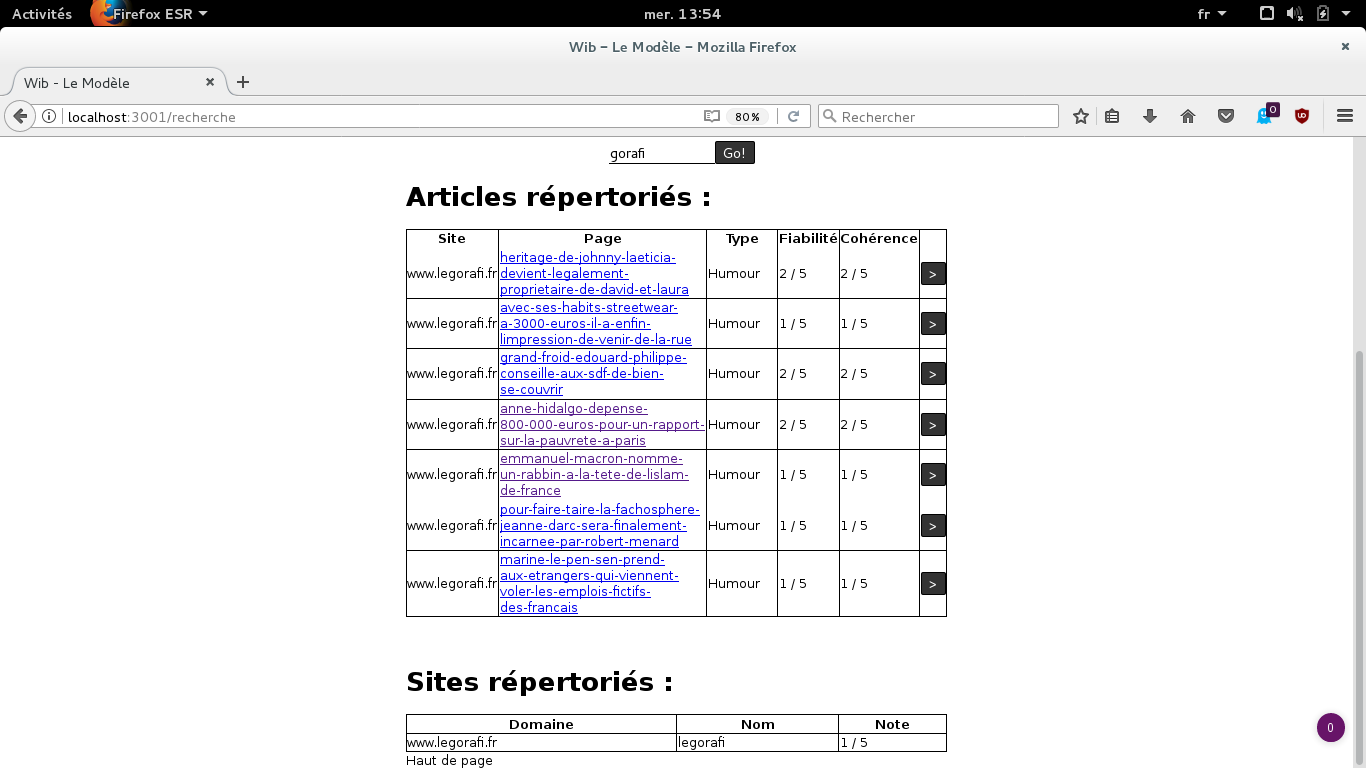 Activités Firefox ESR mer. 13:54 fr
Wib – Le Modèle – Mozilla Firefox
Wib - Le Modèle
localhost:3001/recherche 80% Rechercher 0
gorafi Go!
Articles répertoriés :
Site Page Type Fiabilité Cohérence
heritage-de-johnny-laeticia-
www.legorafi.fr devient-legalement- Humour 2 / 5 2 / 5 >
proprietaire-de-david-et-laura
avec-ses-habits-streetwear-
www.legorafi.fr a-3000-euros-il-a-enfin- Humour 1 / 5 1 / 5 >
limpression-de-venir-de-la-rue
grand-froid-edouard-philippe-
www.legorafi.fr conseille-aux-sdf-de-bien- Humour 2 / 5 2 / 5 >
se-couvrir
anne-hidalgo-depense-
www.legorafi.fr 800-000-euros-pour-un-rapport- Humour 2 / 5 2 / 5 >
sur-la-pauvrete-a-paris
emmanuel-macron-nomme-
www.legorafi.fr un-rabbin-a-la-tete-de-lislam- Humour 1 / 5 1 / 5 >
de-france
pour-faire-taire-la-fachosphere-
www.legorafi.fr jeanne-darc-sera-finalement- Humour 1 / 5 1 / 5 >
incarnee-par-robert-menard
marine-le-pen-sen-prend-
aux-etrangers-qui-viennent-
www.legorafi.fr voler-les-emplois-fictifs- Humour 1 / 5 1 / 5 >
des-francais
Sites répertoriés :
Domaine Nom Note
www.legorafi.fr legorafi 1 / 5
Haut de page
0